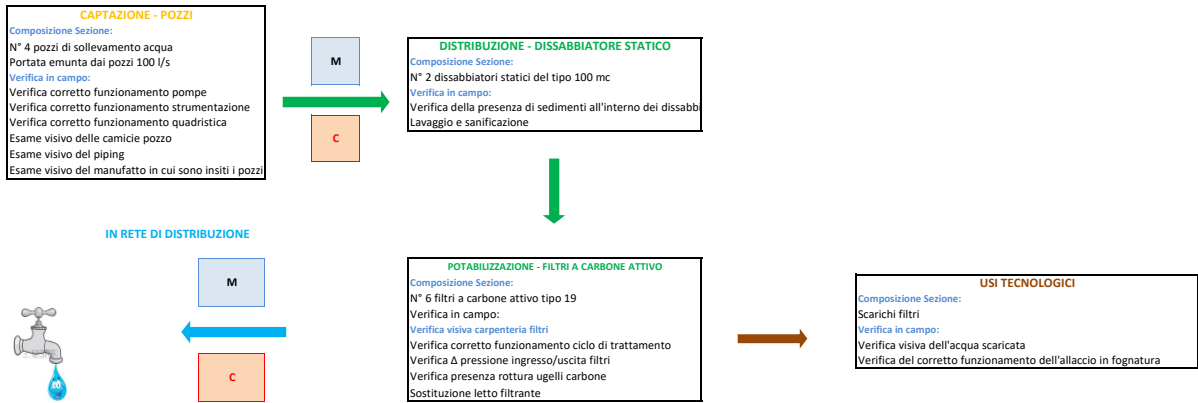 CAPTAZIONE - POZZI
Composizione Sezione:
N° 4 pozzi di sollevamento acqua
Portata emunta dai pozzi 100 l/s
Verifica in campo:
Verifica corretto funzionamento pompe
Verifica corretto funzionamento strumentazione
Verifica corretto funzionamento quadristica
Esame visivo delle camicie pozzo
Esame visivo del piping
Esame visivo del manufatto in cui sono insiti i pozzi
M
C
DISTRIBUZIONE - DISSABBIATORE STATICO
Composizione Sezione:
N° 2 dissabbiatori statici del tipo 100 mc
Verifica in campo:
Verifica della presenza di sedimenti all'interno dei dissabbi
Lavaggio e sanificazione
IN RETE DI DISTRIBUZIONE
M
C
POTABILIZZAZIONE - FILTRI A CARBONE ATTIVO
Composizione Sezione:
N° 6 filtri a carbone attivo tipo 19
Verifica in campo:
Verifica visiva carpenteria filtri
Verifica corretto funzionamento ciclo di trattamento
Verifica Δ pressione ingresso/uscita filtri
Verifica presenza rottura ugelli carbone
Sostituzione letto filtrante
USI TECNOLOGICI
Composizione Sezione:
Scarichi filtri
Verifica in campo:
Verifica visiva dell'acqua scaricata
Verifica del corretto funzionamento dell'allaccio in fognatura